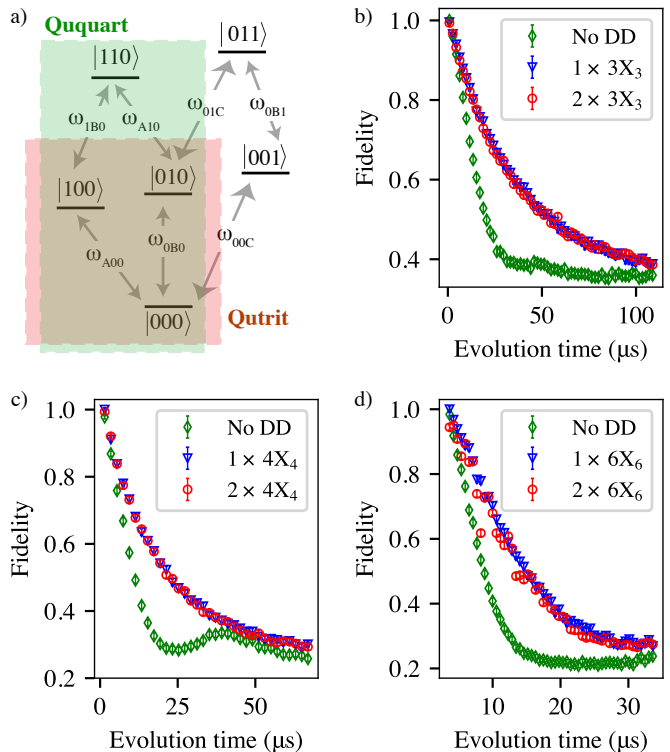 a)
Ququart
|110⟩
|011⟩
ω1B0
ωA10
ω01C
ω0B1
|100⟩
|010⟩
|001⟩
ωA00
ω0B0
ω00C
|000⟩
Qutrit
b)
No DD
1 × 3X₃
2 × 3X₃
1.0
0.8
0.6
0.4
Fidelity
0
50
100
Evolution time (μs)
c)
No DD
1 × 4X₄
2 × 4X₄
1.0
0.8
0.6
0.4
0.2
Fidelity
0
25
50
Evolution time (μs)
d)
No DD
1 × 6X₆
2 × 6X₆
1.0
0.8
0.6
0.4
0.2
Fidelity
10
20
30
Evolution time (μs)